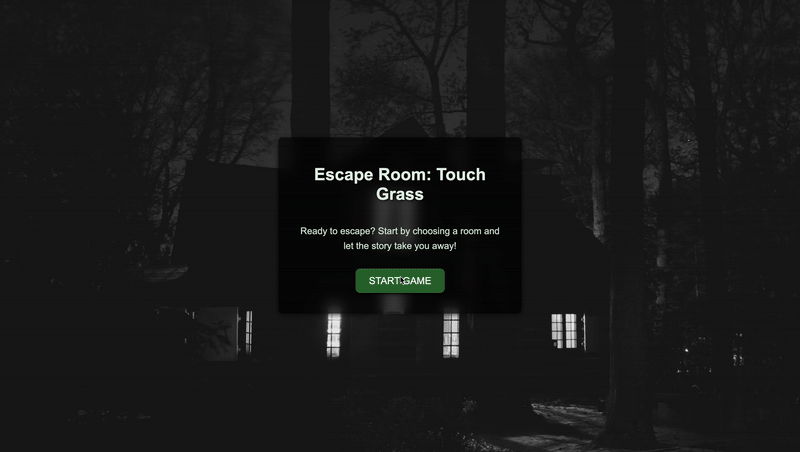 Escape Room: Touch
Grass
Ready to escape? Start by choosing a room and
let the story take you away!
START GAME